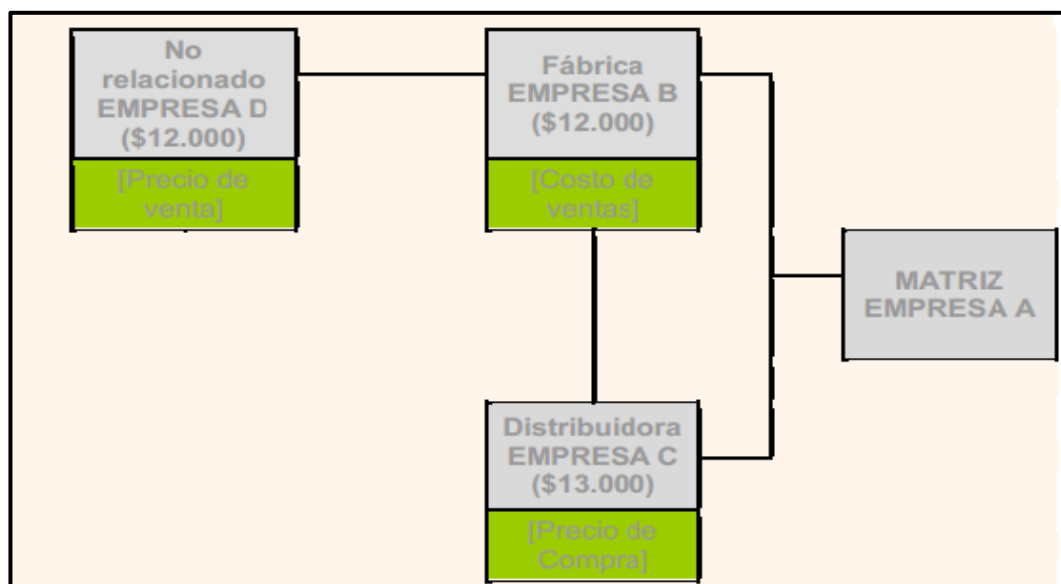 No
relacionado
EMPRESA D
($12.000)
[Precio de
venta]
Fábrica
EMPRESA B
($12.000)
[Costo de
ventas]
MATRIZ
EMPRESA A
Distribuidora
EMPRESA C
($13.000)
[Precio de
Compra]